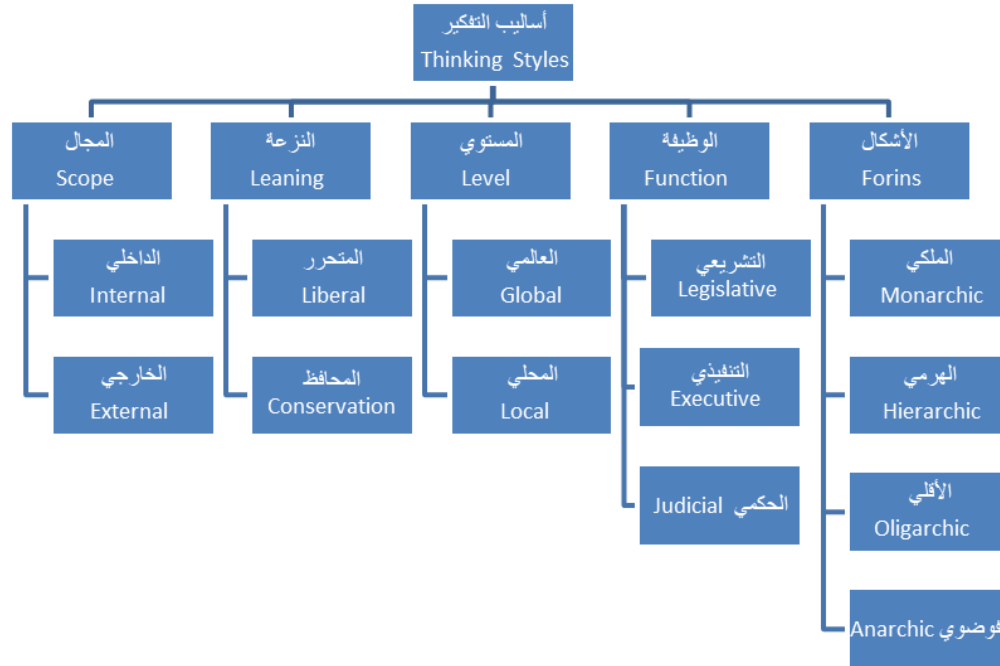 أساليب التفكير
Thinking Styles
المجال
Scope
النزعة
Leaning
المستوي
Level
الوظيفة
Function
الأشكال
Forins
الداخلي
Internal
المتحرر
Liberal
العالمي
Global
التشريعي
Legislative
الملكي
Monarchic
الخارجي
External
المحافظ
Conservation
المحلي
Local
التنفيذي
Executive
الهرمي
Hierarchic
الحكمي Judicial
الأقلي
Oligarchic
فوضوي Anarchic